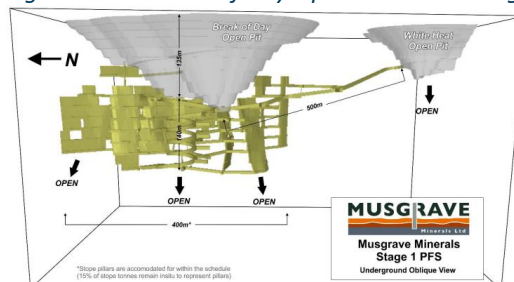 Break of Day
Open Pit
White Heat
Open Pit
N
135m
140m
500m
OPEN
OPEN
OPEN
OPEN
400m*
MUSGRAVE
Minerals Ltd
Musgrave Minerals
Stage 1 PFS
Underground Oblique View
*Stope pillars are accomodated for within the schedule
(15% of stope tonnes remain insitu to represent pillars)